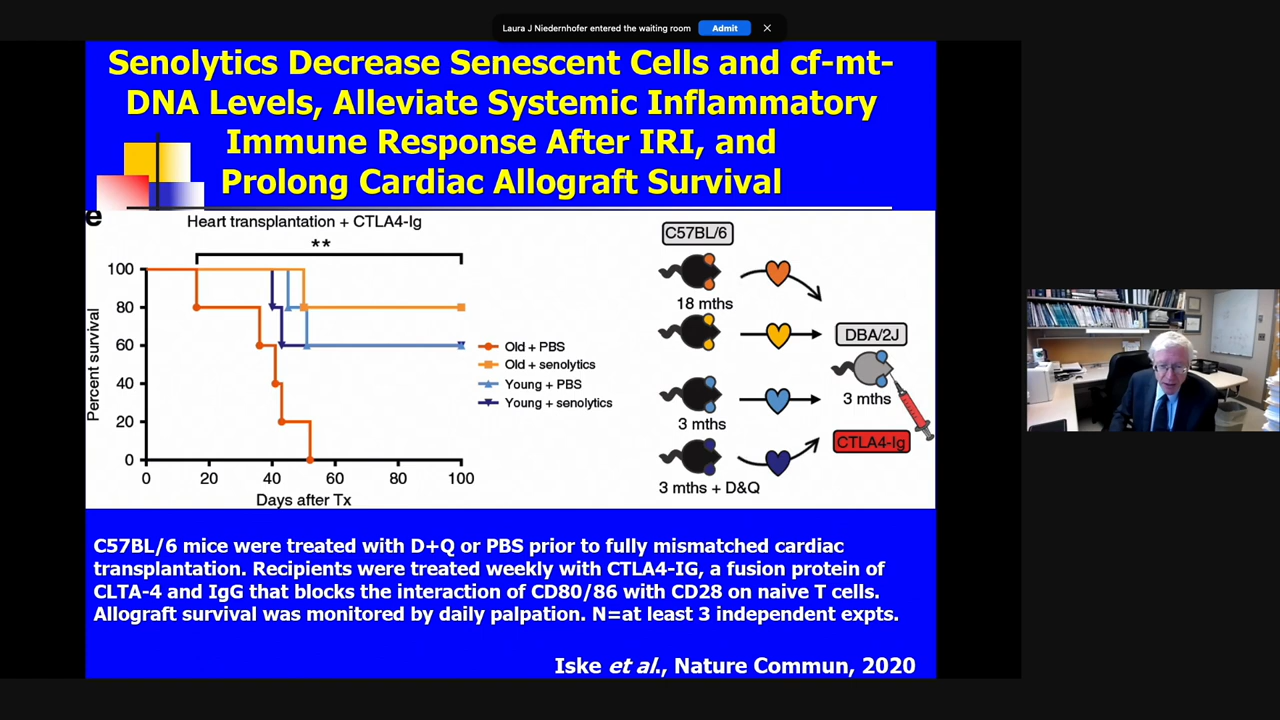 Laura J Niedernhofer entered the waiting room
Admit
Senolytics Decrease Senescent Cells and cf-mt-
DNA Levels, Alleviate Systemic Inflammatory
Immune Response After IRI, and
Prolong Cardiac Allograft Survival
e
Heart transplantation + CTLA4-Ig
**
100
80
60
40
20
0
Percent survival
0 20 40 60 80 100
Days after Tx
Old + PBS
Old + senolytics
Young + PBS
Young + senolytics
C57BL/6
18 mths
3 mths
3 mths + D&Q
DBA/2J
3 mths
CTLA4-Ig
C57BL/6 mice were treated with D+Q or PBS prior to fully mismatched cardiac
transplantation. Recipients were treated weekly with CTLA4-IG, a fusion protein of
CLTA-4 and IgG that blocks the interaction of CD80/86 with CD28 on naive T cells.
Allograft survival was monitored by daily palpation. N=at least 3 independent expts.
Iske et al., Nature Commun, 2020